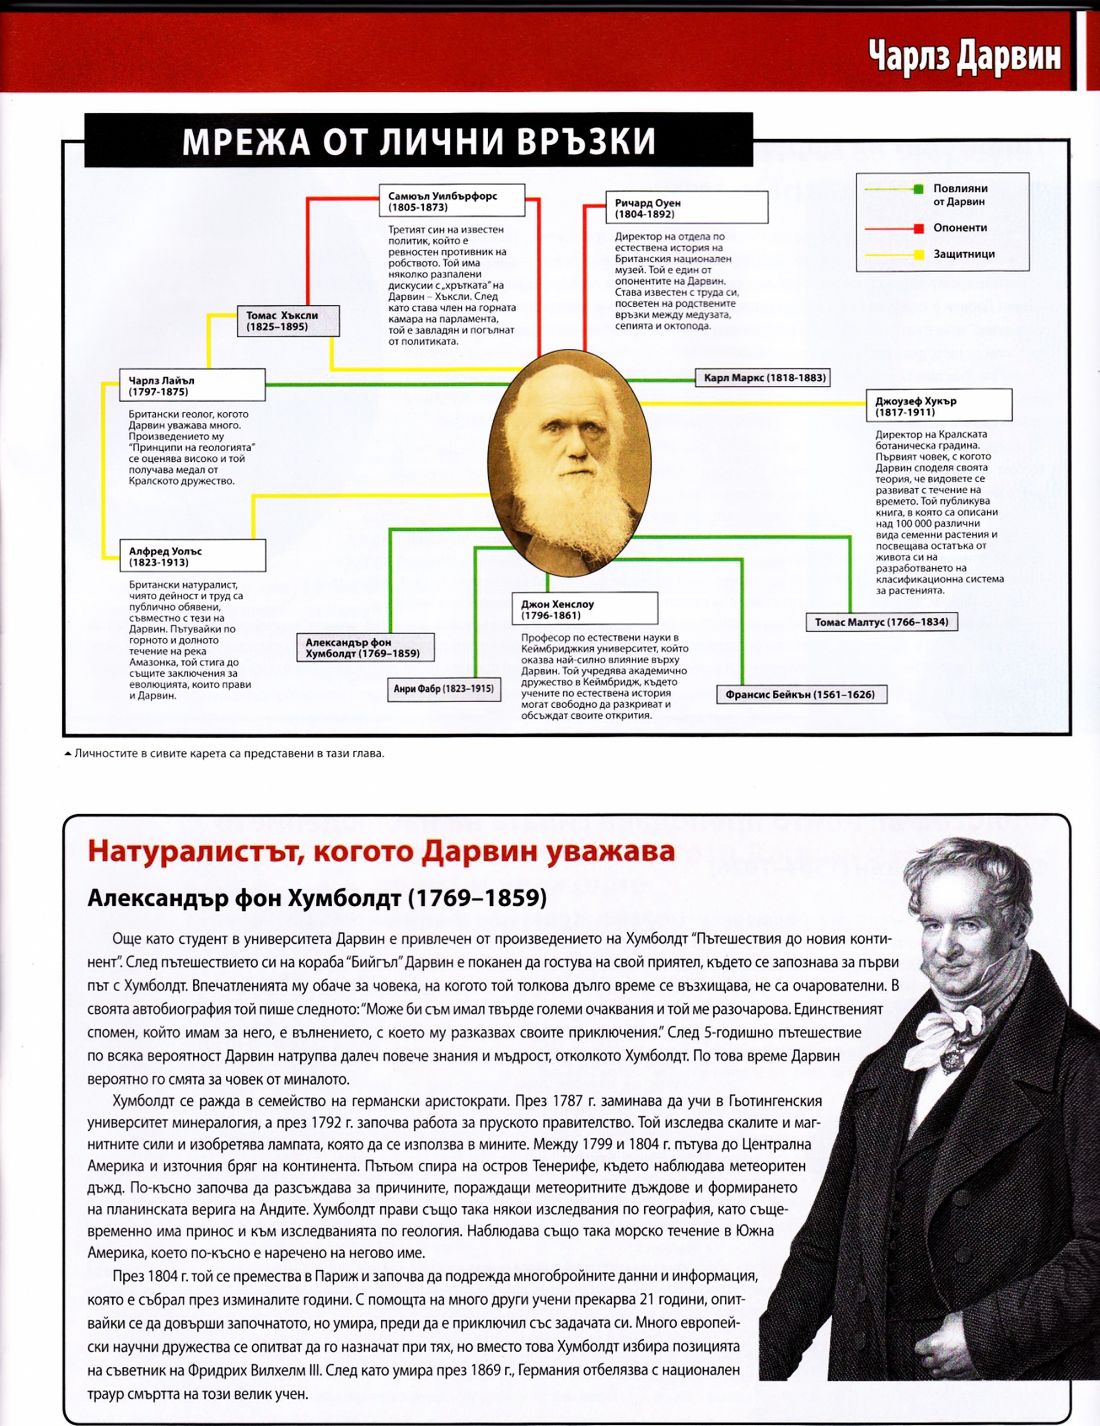 Чарлз Дарвин
МРЕЖА ОТ ЛИЧНИ ВРЪЗКИ
Самюъл Уилбърфорс
(1805-1873)
Третият син на известен
политик, който е
ревностен противник на
робството. Той има
няколко разпалени
дискусии с „хрътката” на
Дарвин – Хъксли. След
като става член на горната
камара на парламента,
той е завладян и погълнат
от политиката.
Ричард Оуен
(1804-1892)
Директор на отдела по
естествена история на
Британския национален
музей. Той е един от
опонентите на Дарвин.
Става известен с труда си,
посветен на родствените
връзки между медузата,
сепията и октопода.
Повлияни
от Дарвин
Опоненти
Защитници
Томас Хъксли
(1825–1895)
Чарлз Лайъл
(1797-1875)
Британски геолог, когото
Дарвин уважава много.
Произведението му
“Принципи на геологията”
се оценява високо и той
получава медал от
Кралското дружество.
Карл Маркс (1818-1883)
Джоузеф Хукър
(1817-1911)
Директор на Кралската
ботаническа градина.
Първият човек, с когото
Дарвин споделя своята
теория, че видовете се
развиват с течение на
времето. Той публикува
книга, в която са описани
над 100 000 различни
вида семенни растения и
посвещава остатъка от
живота си на
разработването на
класификационна система
за растенията.
Алфред Уолъс
(1823-1913)
Британски натуралист,
чиято дейност и труд са
публично обявени,
съвместно с тези на
Дарвин. Пътувайки по
горното и долното
течение на река
Амазонка, той стига до
същите заключения за
еволюцията, които прави
и Дарвин.
Александър фон
Хумболдт (1769–1859)
Анри Фабр (1823–1915)
Джон Хенслоу
(1796-1861)
Професор по естествени науки в
Кеймбриджкия университет, който
оказва най-силно влияние върху
Дарвин. Той учредява академично
дружество в Кеймбридж, където
учените по естествена история
могат свободно да разкриват и
обсъждат своите открития.
Томас Малтус (1766–1834)
Франсис Бейкън (1561–1626)
Личностите в сивите карета са представени в тази глава.
Натуралистът, когото Дарвин уважава
Александър фон Хумболдт (1769–1859)
Още като студент в университета Дарвин е привлечен от произведението на Хумболдт “Пътешествия до новия конти-
нент”. След пътешествието си на кораба “Бийгъл” Дарвин е поканен да гостува на свой приятел, където се запознава за първи
път с Хумболдт. Впечатленията му обаче за човека, на когото той толкова дълго време се възхищава, не са очарователни. В
своята автобиография той пише следното: “Може би съм имал твърде големи очаквания и той ме разочарова. Единственият
спомен, който имам за него, е вълнението, с което му разказвах своите приключения.” След 5-годишно пътешествие
по всяка вероятност Дарвин натрупва далеч повече знания и мъдрост, отколкото Хумболдт. По това време Дарвин
вероятно го смята за човек от миналото.
Хумболдт се ражда в семейство на германски аристократи. През 1787 г. заминава да учи в Гьотингенския
университет минералогия, а през 1792 г. започва работа за пруското правителство. Той изследва скалите и маг-
нитните сили и изобретява лампата, която да се използва в мините. Между 1799 и 1804 г. пътува до Централна
Америка и източния бряг на континента. Пътьом спира на остров Тенерифе, където наблюдава метеоритен
дъжд. По-късно започва да разсъждава за причините, пораждащи метеоритните дъждове и формирането
на планинската верига на Андите. Хумболдт прави също така някои изследвания по география, като съще-
временно има принос и към изследванията по геология. Наблюдава също така морско течение в Южна
Америка, което по-късно е наречено на негово име.
През 1804 г. той се премества в Париж и започва да подрежда многобройните данни и информация,
която е събрал през изминалите години. С помощта на много други учени прекарва 21 години, опит-
вайки се да довърши започнатото, но умира, преди да е приключил със задачата си. Много европей-
ски научни дружества се опитват да го назначат при тях, но вместо това Хумболдт избира позицията
на съветник на Фридрих Вилхелм III. След като умира през 1869 г., Германия отбелязва с национален
траур смъртта на този велик учен.